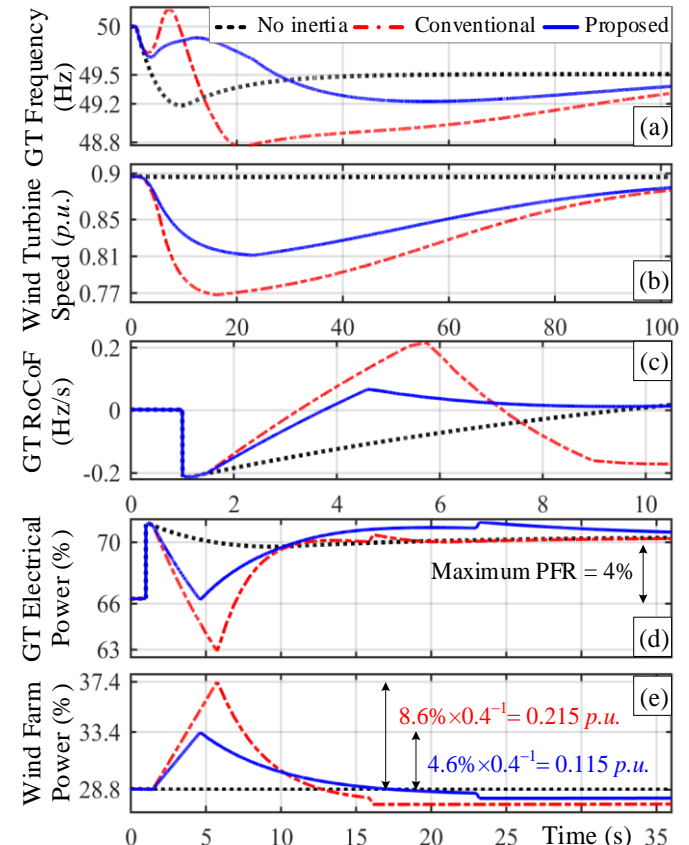 No inertia Conventional Proposed
GT Frequency
(Hz)
50
49.5
49.2
48.8
(a)
Wind Turbine
Speed (p.u.)
0.9
0.85
0.81
0.77
(b)
0 20 40 60 80 100
GT RoCoF
(Hz/s)
0.2
0
-0.2
(c)
0 2 4 6 8 10
GT Electrical
Power (%)
70
66
63
Maximum PFR = 4%
(d)
Wind Farm
Power (%)
37.4
33.4
28.8
(e)
8.6%×0.4⁻¹= 0.215 p.u.
4.6%×0.4⁻¹= 0.115 p.u.
0 5 10 15 20 25 30 35
Time (s)